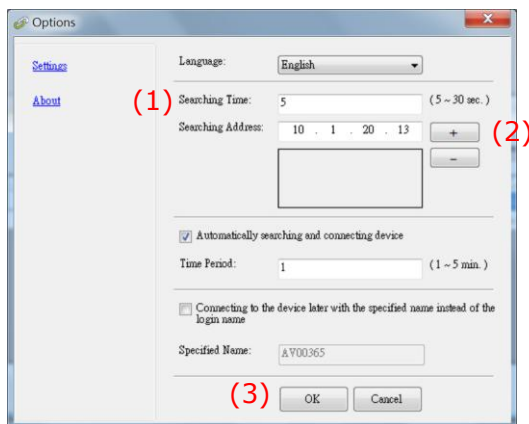 Options
Settings
About
Language: English
(1) Searching Time: 5 (5 ~ 30 sec.)
Searching Address: 10 . 1 . 20 . 13 + (2)
−
Automatically searching and connecting device
Time Period: 1 (1 ~ 5 min.)
Connecting to the device later with the specified name instead of the
login name
Specified Name: AV00365
(3) OK Cancel